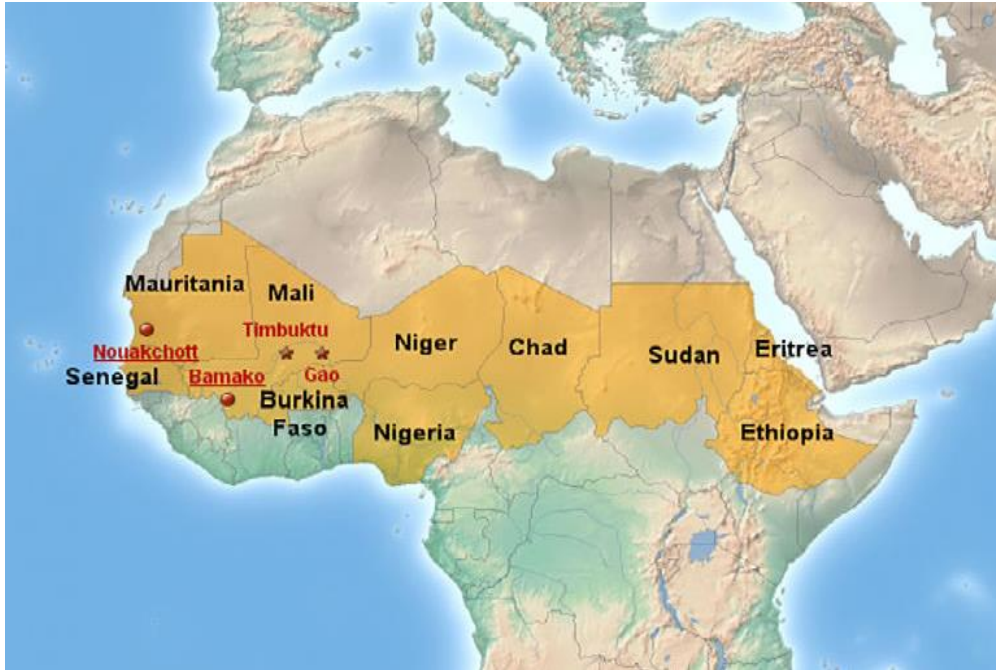 Mauritania
Mali
Timbuktu
Nouakchott
Niger
Chad
Sudan
Eritrea
Senegal
Bamako
Gao
Burkina
Faso
Nigeria
Ethiopia